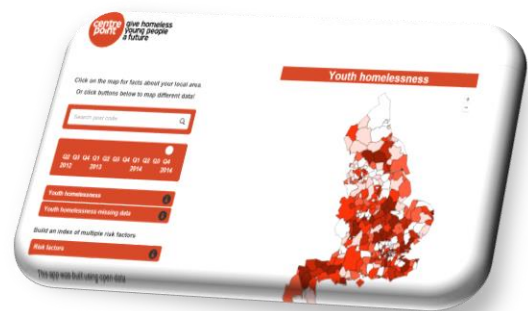 centre
point
give homeless
young people
a future
Click on the map for facts about your local area
Or click buttons below to map different data!
Search post code
Q2 Q3 Q4 Q1 Q2 Q3 Q4 Q1 Q2 Q3 Q4
2012 2013 2014 2014
Youth homelessness
Youth homelessness missing data
Build an index of multiple risk factors
Risk factors
This app was built using open data
Youth homelessness